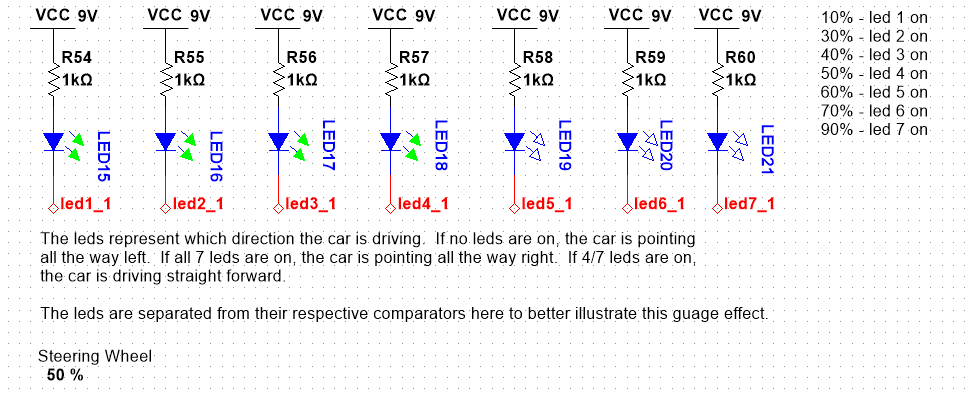 VCC 9V VCC 9V VCC 9V VCC 9V VCC 9V VCC 9V VCC 9V
R54 R55 R56 R57 R58 R59 R60
1kΩ 1kΩ 1kΩ 1kΩ 1kΩ 1kΩ 1kΩ
LED15 LED16 LED17 LED18 LED19 LED20 LED21
led1_1 led2_1 led3_1 led4_1 led5_1 led6_1 led7_1
10% - led 1 on
30% - led 2 on
40% - led 3 on
50% - led 4 on
60% - led 5 on
70% - led 6 on
90% - led 7 on
The leds represent which direction the car is driving. If no leds are on, the car is pointing
all the way left. If all 7 leds are on, the car is pointing all the way right. If 4/7 leds are on,
the car is driving straight forward.
The leds are separated from their respective comparators here to better illustrate this guage effect.
Steering Wheel
50 %